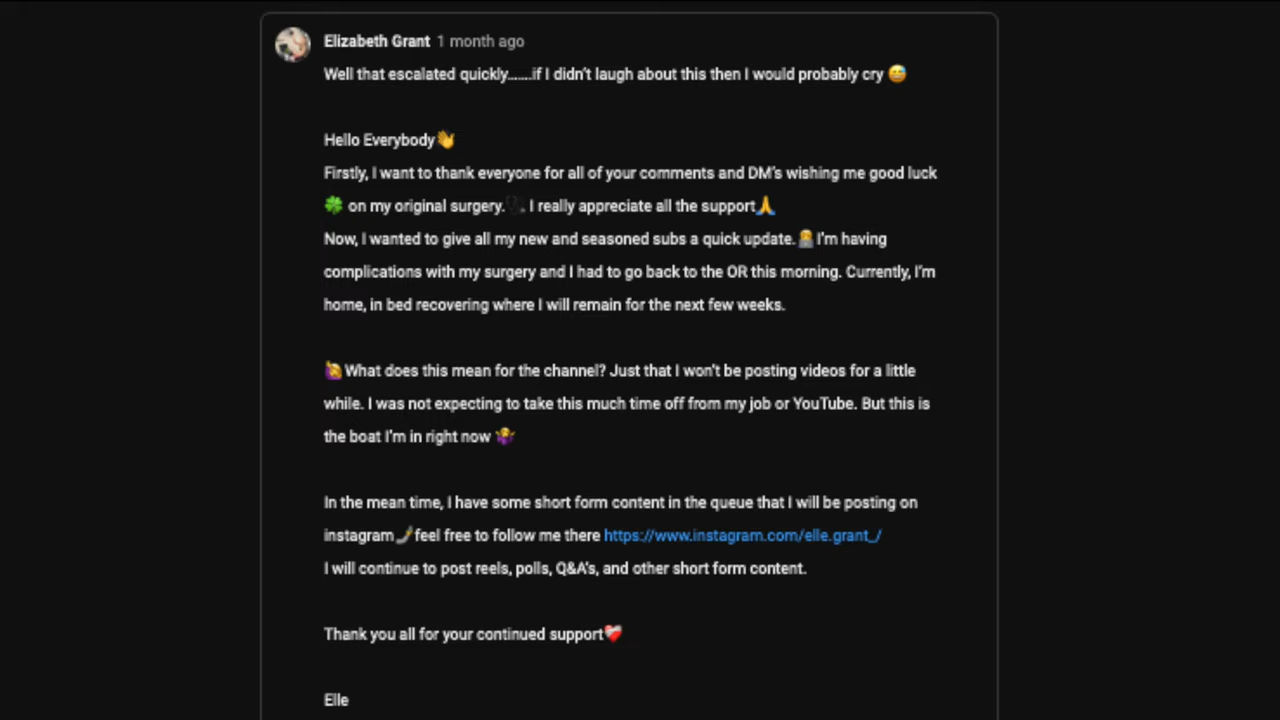 Elizabeth Grant 1 month ago
Well that escalated quickly......if I didn't laugh about this then I would probably cry 😅
Hello Everybody👋
Firstly, I want to thank everyone for all of your comments and DM's wishing me good luck
🍀 on my original surgery.🩺 I really appreciate all the support🙏
Now, I wanted to give all my new and seasoned subs a quick update. I'm having
complications with my surgery and I had to go back to the OR this morning. Currently, I'm
home, in bed recovering where I will remain for the next few weeks.
🙋‍♀️What does this mean for the channel? Just that I won't be posting videos for a little
while. I was not expecting to take this much time off from my job or YouTube. But this is
the boat I'm in right now 🤷‍♀️
In the mean time, I have some short form content in the queue that I will be posting on
instagram🤳feel free to follow me there https://www.instagram.com/elle.grant_/
I will continue to post reels, polls, Q&A's, and other short form content.
Thank you all for your continued support❤️‍🩹
Elle